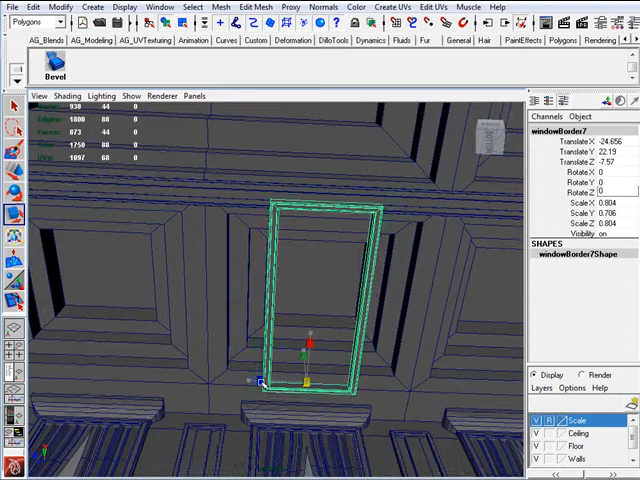 File Edit Modify Create Display Window Select Mesh Edit Mesh Proxy Normals Color Create UVs Edit UVs Muscle Help
Polygons
AG_Blends AG_Modeling AG_UVTexturing Animation Curves Custom Deformation DilloTools Dynamics Fluids Fur General Hair PaintEffects Polygons Rendering
Bevel
View Shading Lighting Show Renderer Panels
938 44 0
Edges: 1800 88 0
Faces: 873 44 0
Tris: 1750 88 0
UVs: 1097 68 0
Channels Object
windowBorder7
Translate X -24.656
Translate Y 22.19
Translate Z -7.57
Rotate X 0
Rotate Y 0
Rotate Z 0
Scale X 0.804
Scale Y 0.706
Scale Z 0.804
Visibility on
SHAPES
windowBorder7Shape
Display Render
Layers Options Help
V R Scale
V Ceiling
V Floor
V Walls